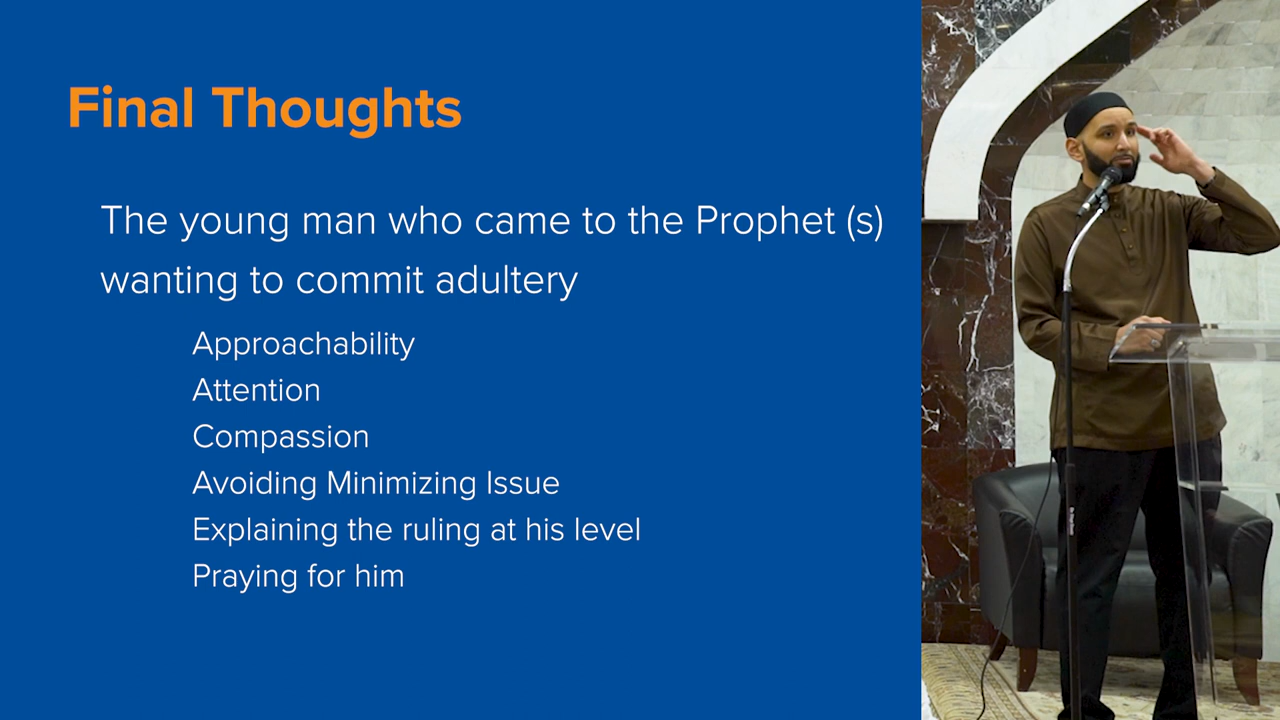 Final Thoughts
The young man who came to the Prophet (s)
wanting to commit adultery
Approachability
Attention
Compassion
Avoiding Minimizing Issue
Explaining the ruling at his level
Praying for him